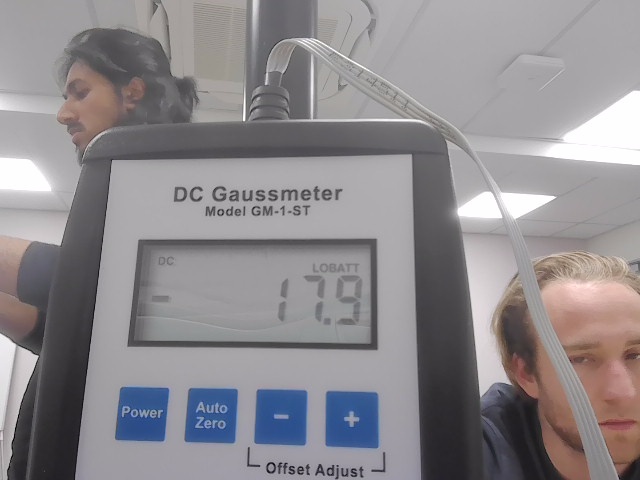 DC Gaussmeter
Model GM-1-ST
DC
LOBATT
- 17.9
Power
Auto
Zero
-
+
Offset Adjust